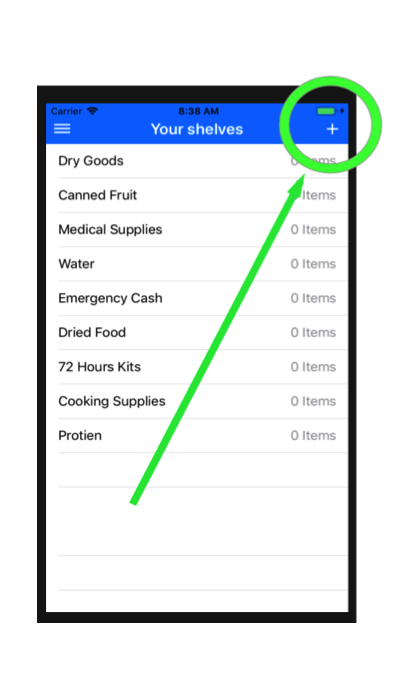 Carrier 8:38 AM
Your shelves +
Dry Goods 0 Items
Canned Fruit 0 Items
Medical Supplies 0 Items
Water 0 Items
Emergency Cash 0 Items
Dried Food 0 Items
72 Hours Kits 0 Items
Cooking Supplies 0 Items
Protien 0 Items